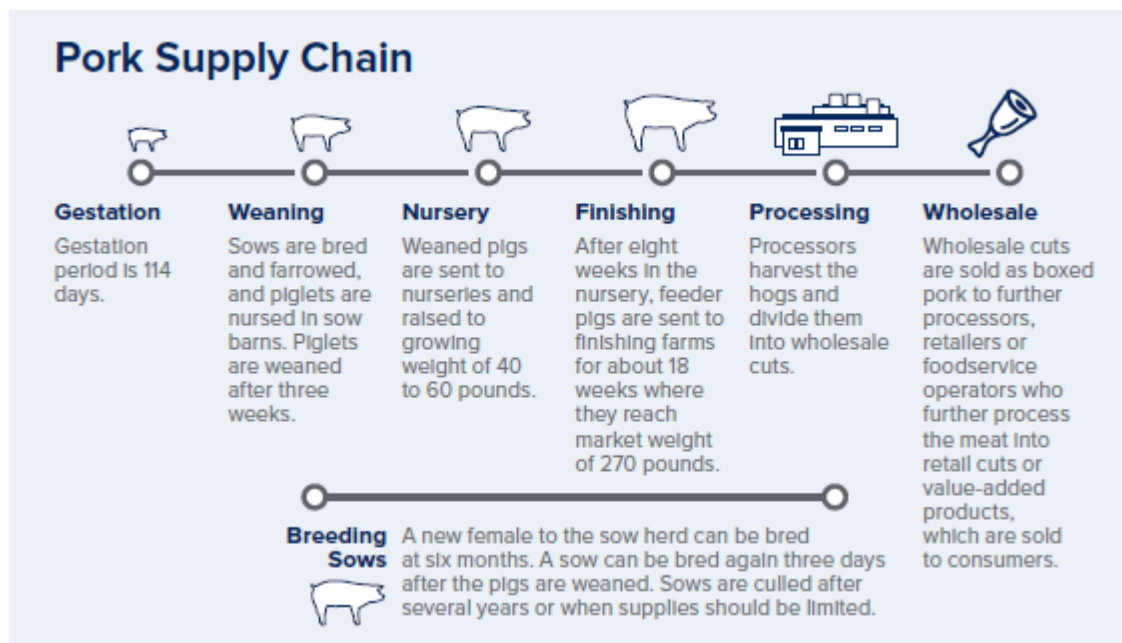 Pork Supply Chain
Gestation
Gestation
period is 114
days.
Weaning
Sows are bred
and farrowed,
and piglets are
nursed in sow
barns. Piglets
are weaned
after three
weeks.
Nursery
Weaned pigs
are sent to
nurseries and
raised to
growing
weight of 40
to 60 pounds.
Finishing
After eight
weeks in the
nursery, feeder
pigs are sent to
finishing farms
for about 18
weeks where
they reach
market weight
of 270 pounds.
Processing
Processors
harvest the
hogs and
divide them
into wholesale
cuts.
Wholesale
Wholesale cuts
are sold as boxed
pork to further
processors,
retailers or
foodservice
operators who
further process
the meat into
retail cuts or
value-added
products,
which are sold
to consumers.
Breeding
Sows
A new female to the sow herd can be bred
at six months. A sow can be bred again three days
after the pigs are weaned. Sows are culled after
several years or when supplies should be limited.